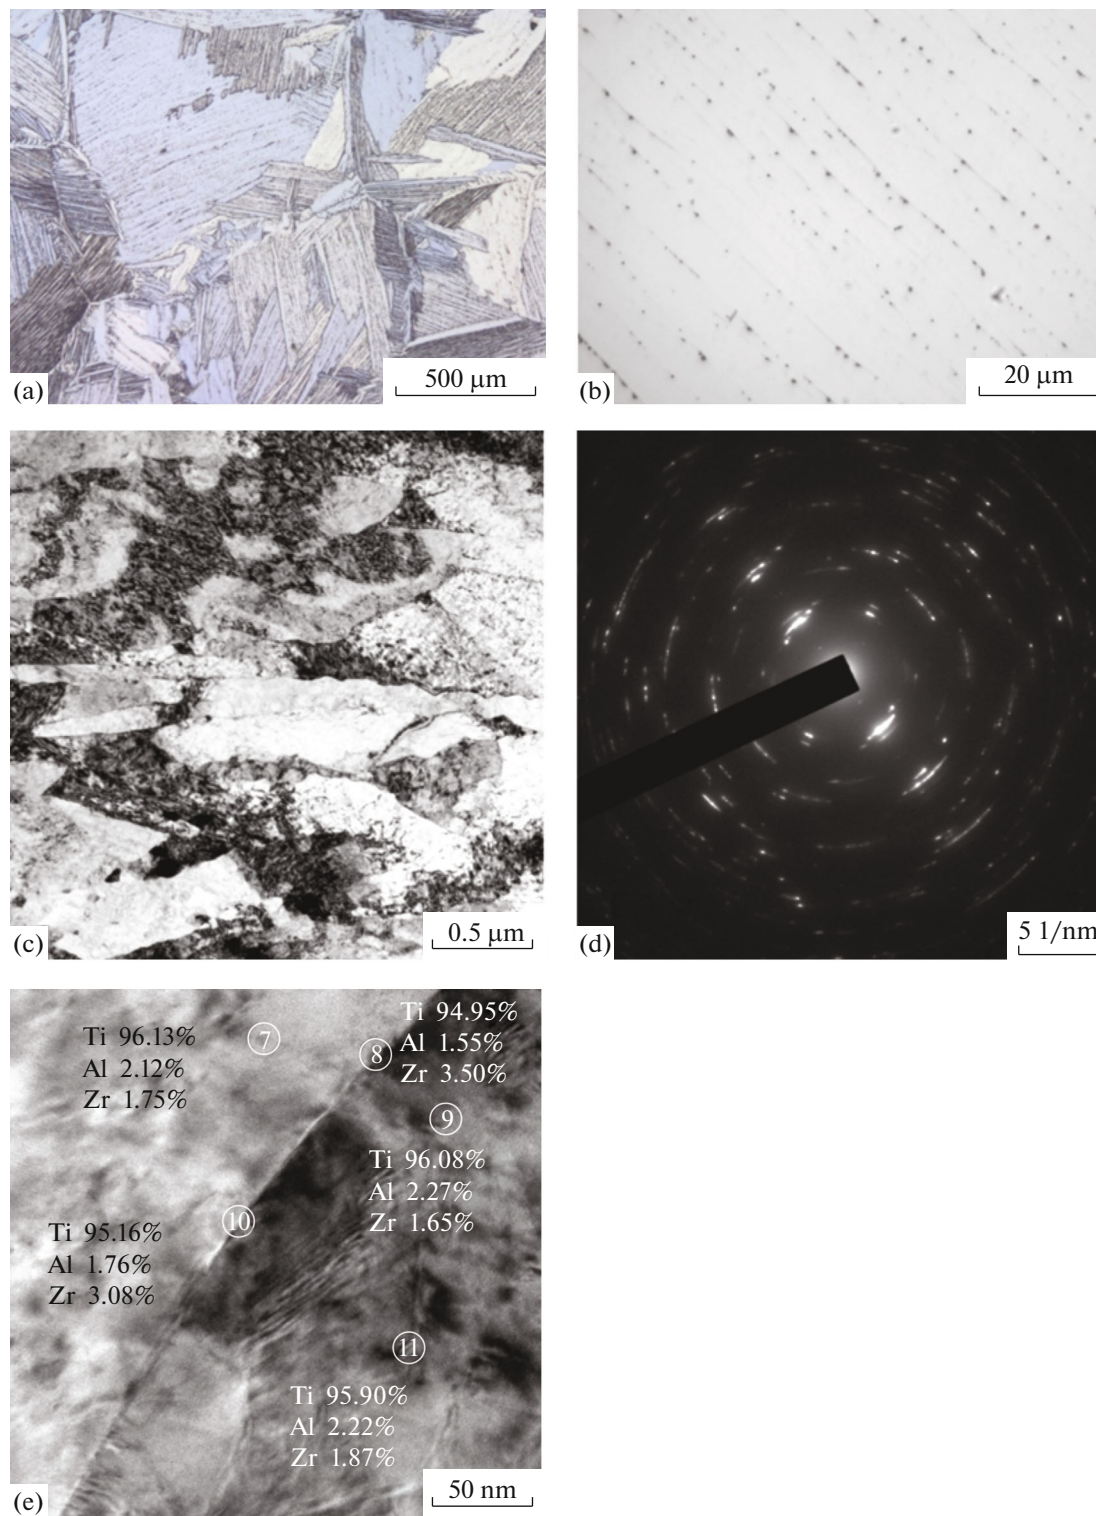 (a)
500 μm
(b)
20 μm
(c)
0.5 μm
(d)
5 1/nm
Ti 96.13%
Al 2.12%
Zr 1.75%
7
8
Ti 94.95%
Al 1.55%
Zr 3.50%
9
Ti 96.08%
Al 2.27%
Zr 1.65%
10
Ti 95.16%
Al 1.76%
Zr 3.08%
11
Ti 95.90%
Al 2.22%
Zr 1.87%
(e)
50 nm